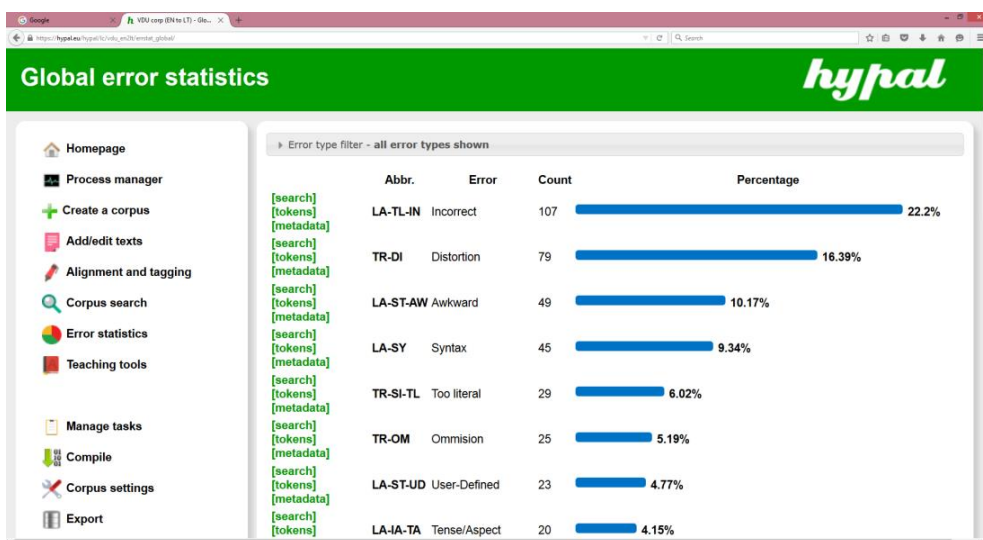 Google
VDU corp (EN to LT) - Glo...
https://hypal.eu/hypal/lc/vdu_en2lt/errstat_global/
Search
Global error statistics
hypal
Homepage
Process manager
Create a corpus
Add/edit texts
Alignment and tagging
Corpus search
Error statistics
Teaching tools
Manage tasks
Compile
Corpus settings
Export
Error type filter - all error types shown
Abbr. Error Count Percentage
[search]
[tokens] LA-TL-IN Incorrect 107 22.2%
[metadata]
[search]
[tokens] TR-DI Distortion 79 16.39%
[metadata]
[search]
[tokens] LA-ST-AW Awkward 49 10.17%
[metadata]
[search]
[tokens] LA-SY Syntax 45 9.34%
[metadata]
[search]
[tokens] TR-SI-TL Too literal 29 6.02%
[metadata]
[search]
[tokens] TR-OM Ommision 25 5.19%
[metadata]
[search]
[tokens] LA-ST-UD User-Defined 23 4.77%
[metadata]
[search]
[tokens] LA-IA-TA Tense/Aspect 20 4.15%